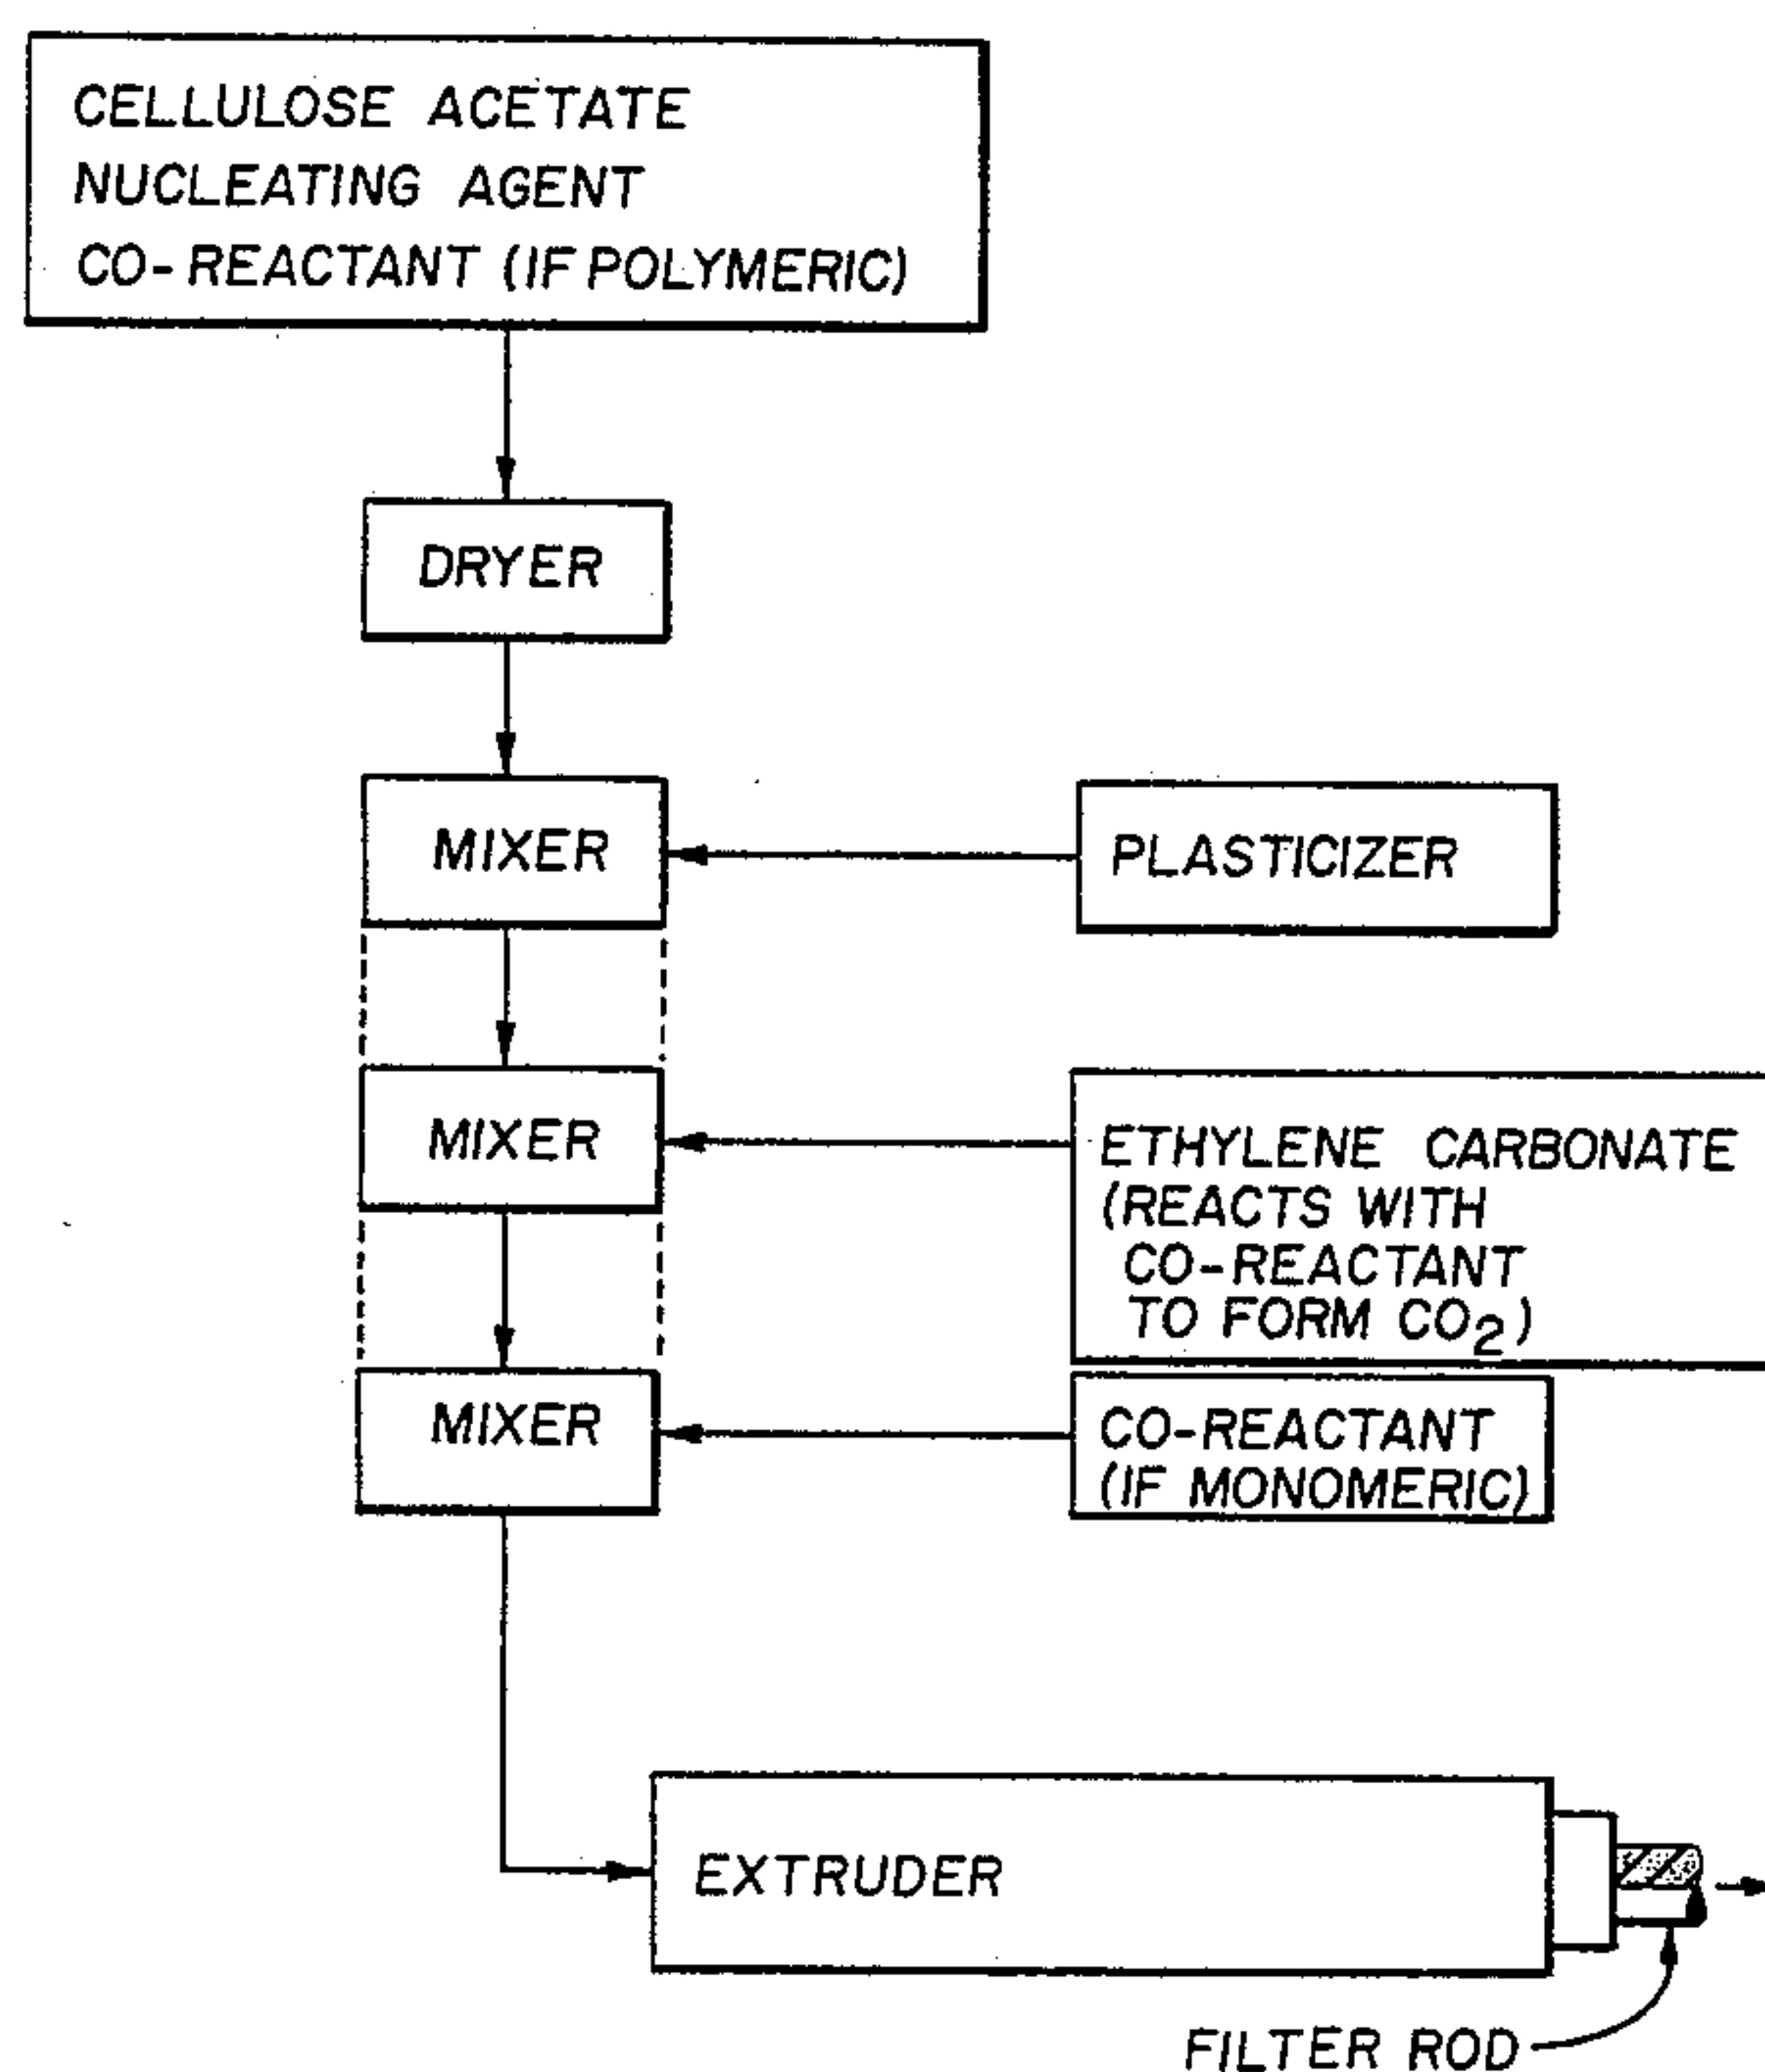 CELLULOSE ACETATE
NUCLEATING AGENT
CO-REACTANT (IF POLYMERIC)
DRYER
MIXER
PLASTICIZER
MIXER
ETHYLENE CARBONATE
(REACTS WITH
CO-REACTANT
TO FORM CO₂)
MIXER
CO-REACTANT
(IF MONOMERIC)
EXTRUDER
FILTER ROD